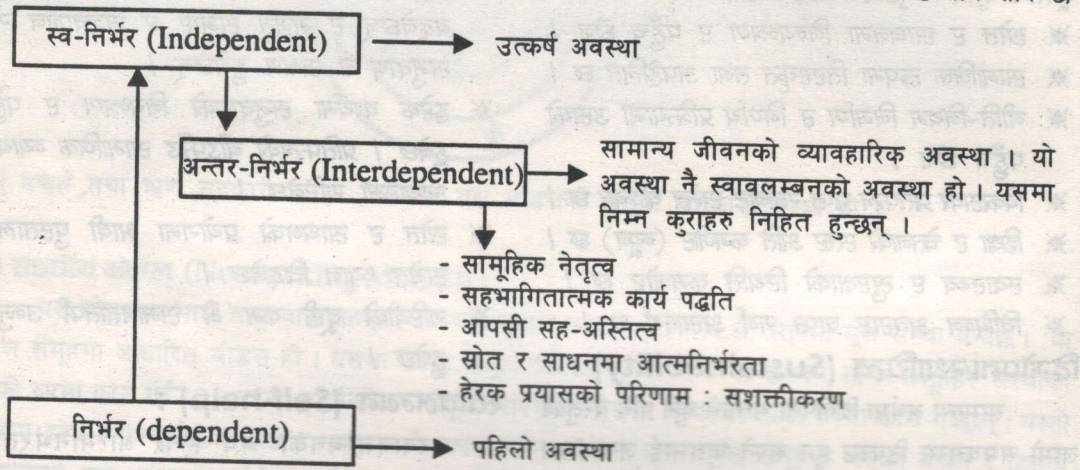 स्व-निर्भर (Independent)
उत्कर्ष अवस्था
अन्तर-निर्भर (Interdependent)
सामान्य जीवनको व्यावहारिक अवस्था । यो
अवस्था नै स्वावलम्बनको अवस्था हो । यसमा
निम्न कुराहरु निहित हुन्छन् ।
- सामूहिक नेतृत्व
- सहभागितात्मक कार्य पद्धति
- आपसी सह-अस्तित्व
- स्रोत र साधनमा आत्मनिर्भरता
- हेरक प्रयासको परिणाम : सशक्तीकरण
निर्भर (dependent)
पहिलो अवस्था